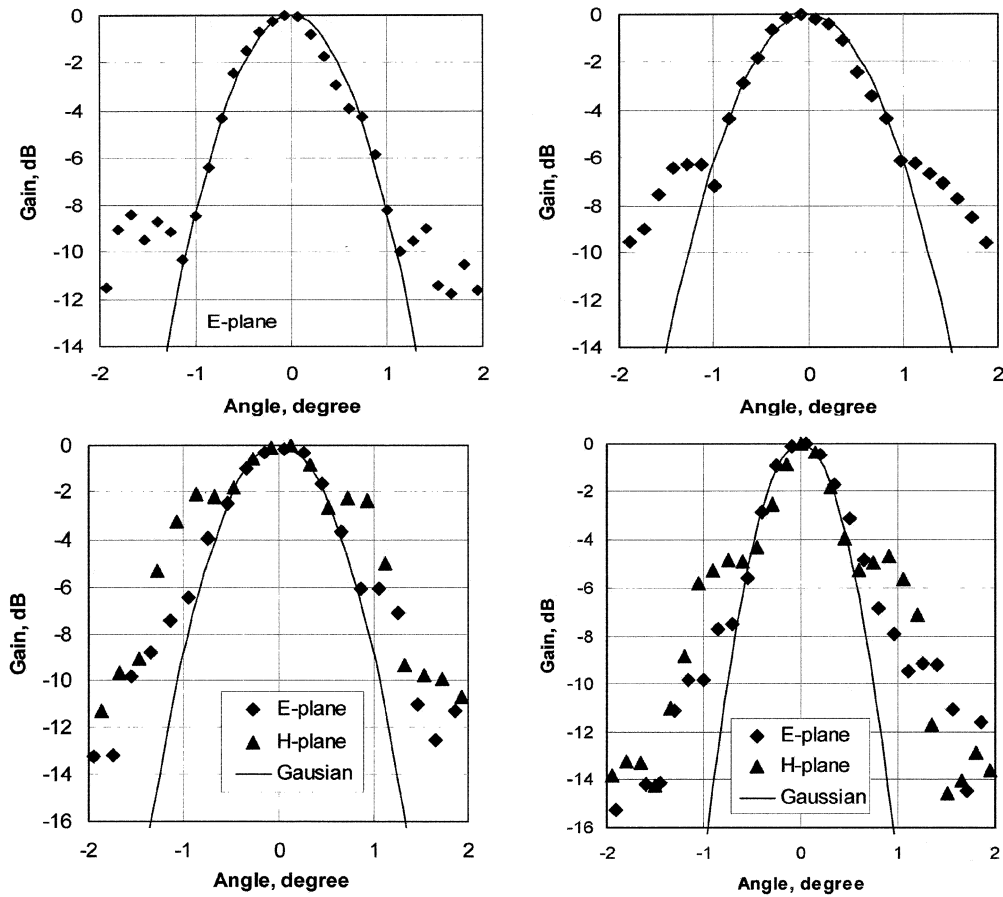 0
-2
-4
-6
-8
-10
-12
-14
Gain, dB
E-plane
-2 -1 0 1 2
Angle, degree
0
-2
-4
-6
-8
-10
-12
-14
Gain, dB
-2 -1 0 1 2
Angle, degree
0
-2
-4
-6
-8
-10
-12
-14
-16
Gain, dB
E-plane
H-plane
Gausian
-2 -1 0 1 2
Angle, degree
0
-2
-4
-6
-8
-10
-12
-14
-16
Gain, dB
E-plane
H-plane
Gaussian
-2 -1 0 1 2
Angle, degree